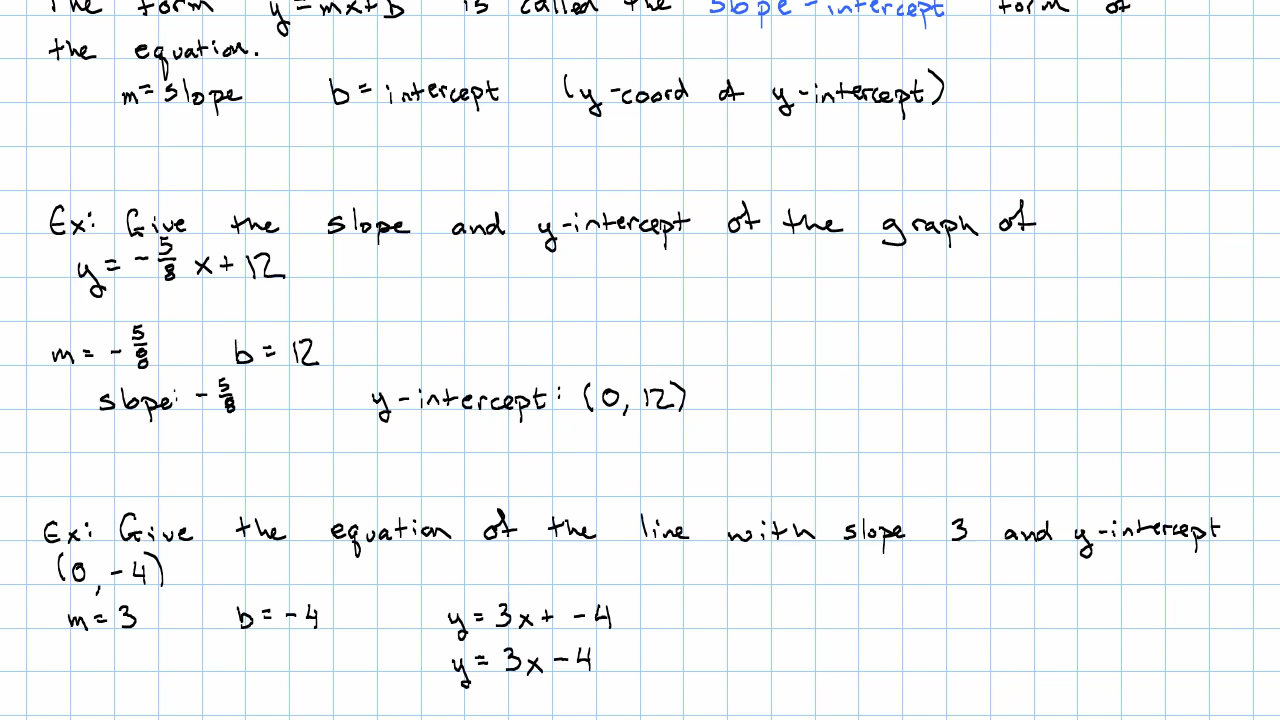 The form y = mx + b is called the slope-intercept form of
the equation.
m = slope b = intercept (y-coord of y-intercept)
Ex: Give the slope and y-intercept of the graph of
y = -5/8 x + 12
m = -5/8 b = 12
slope: -5/8 y-intercept: (0, 12)
Ex: Give the equation of the line with slope 3 and y-intercept
(0, -4)
m = 3 b = -4 y = 3x + -4
y = 3x - 4